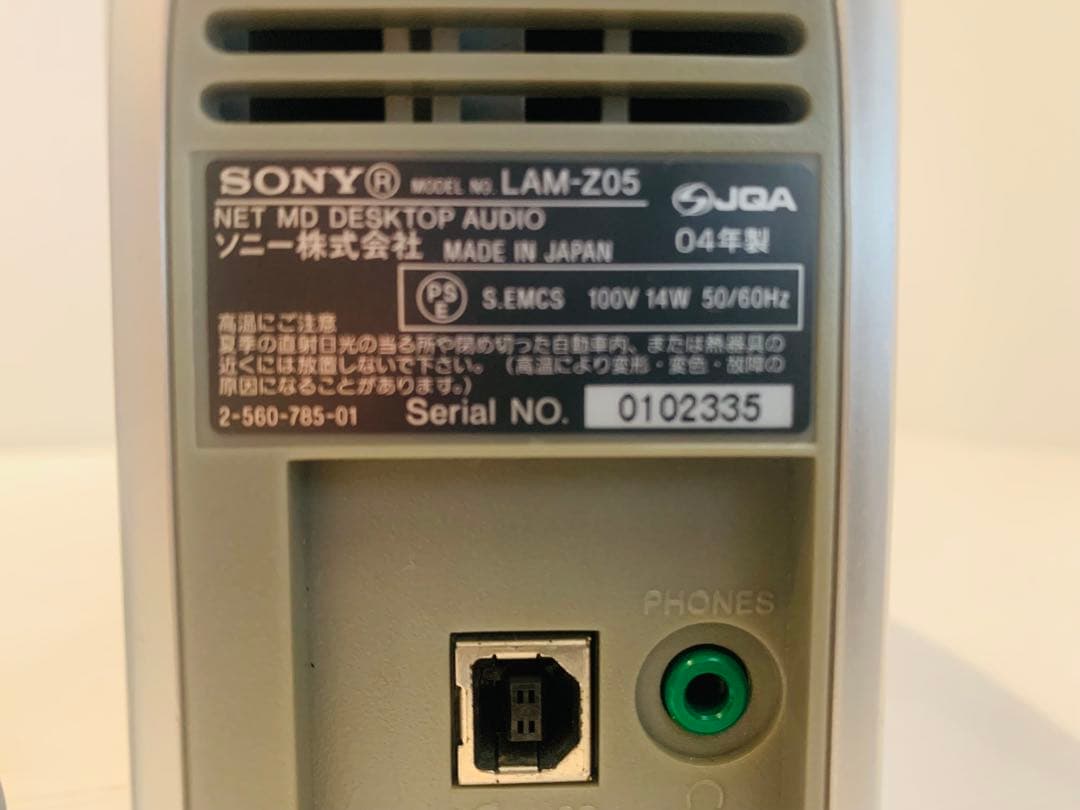 SONY® MODEL NO. LAM-Z05
JQA
NET MD DESKTOP AUDIO
ソニー株式会社 MADE IN JAPAN
04年製
PSE S.EMCS 100V 14W 50/60Hz
高温にご注意
夏季の直射日光の当る所や閉め切った自動車内、または熱器具の
近くには放置しないで下さい。(高温により変形・変色・故障の
原因になることがあります。)
2-560-785-01 Serial NO. 0102335
PHONES